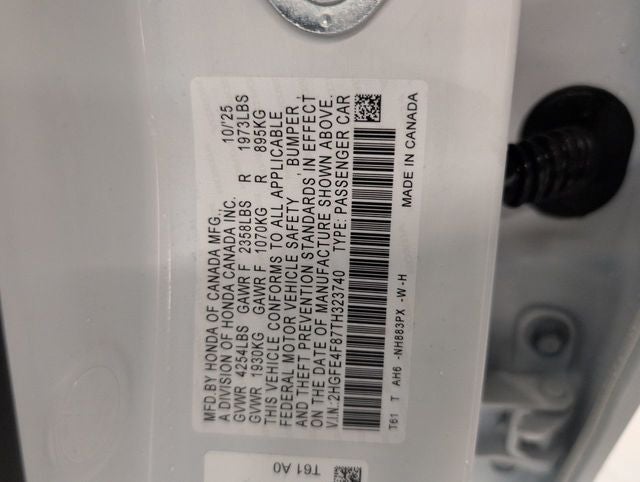 MFD.BY HONDA OF CANADA MFG.,
A DIVISION OF HONDA CANADA INC. 10/'25
GVWR 4254LBS GAWR F 2358LBS R 1973LBS
GVWR 1930KG GAWR F 1070KG R 895KG
THIS VEHICLE CONFORMS TO ALL APPLICABLE
FEDERAL MOTOR VEHICLE SAFETY , BUMPER ,
AND THEFT PREVENTION STANDARDS IN EFFECT
ON THE DATE OF MANUFACTURE SHOWN ABOVE.
V.I.N.:2HGFE4F87TH323740 TYPE: PASSENGER CAR
T61 T AH6 -NH883PX -W-H MADE IN CANADA
T61 A0